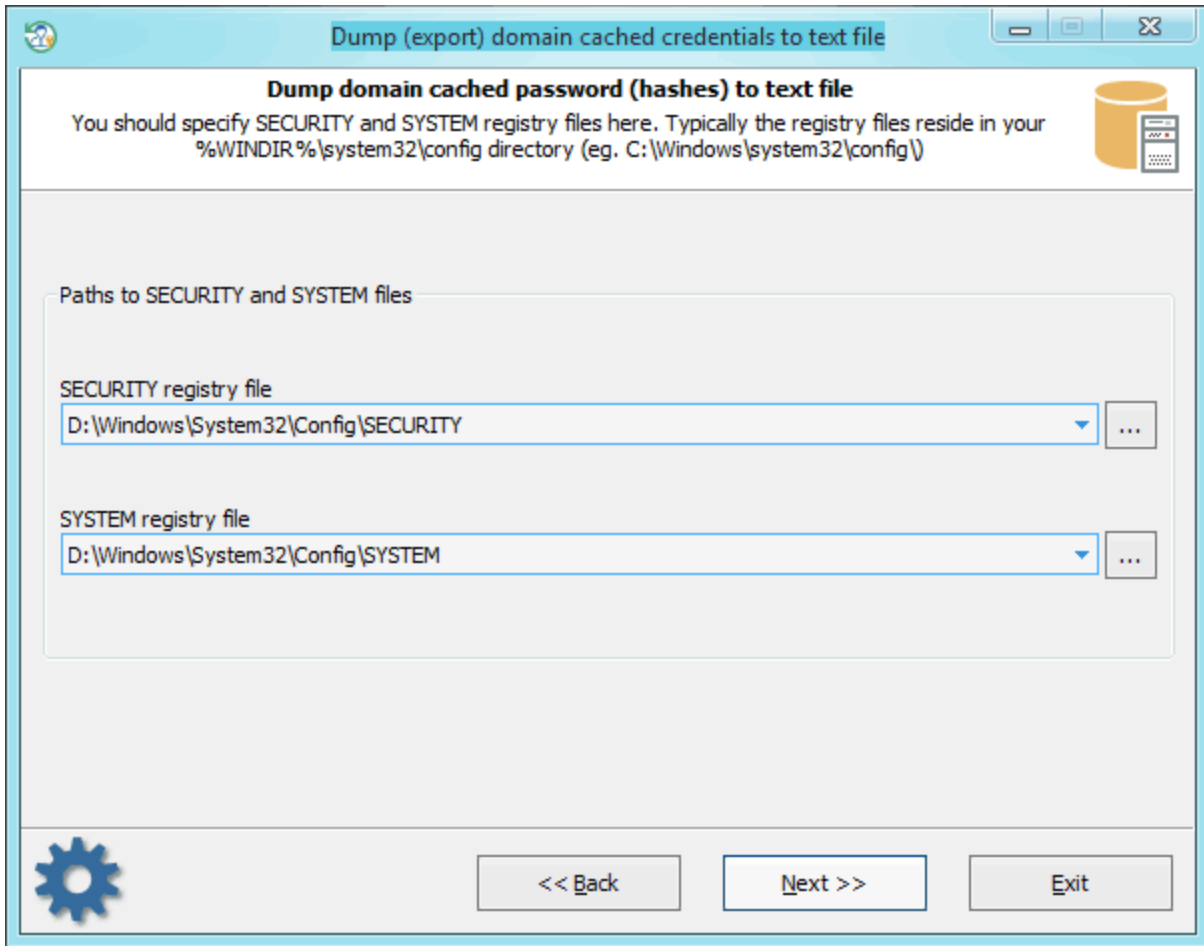 Dump (export) domain cached credentials to text file
Dump domain cached password (hashes) to text file
You should specify SECURITY and SYSTEM registry files here. Typically the registry files reside in your
%WINDIR%\system32\config directory (eg. C:\Windows\system32\config\)
Paths to SECURITY and SYSTEM files
SECURITY registry file
D:\Windows\System32\Config\SECURITY
...
SYSTEM registry file
D:\Windows\System32\Config\SYSTEM
...
<< Back
Next >>
Exit